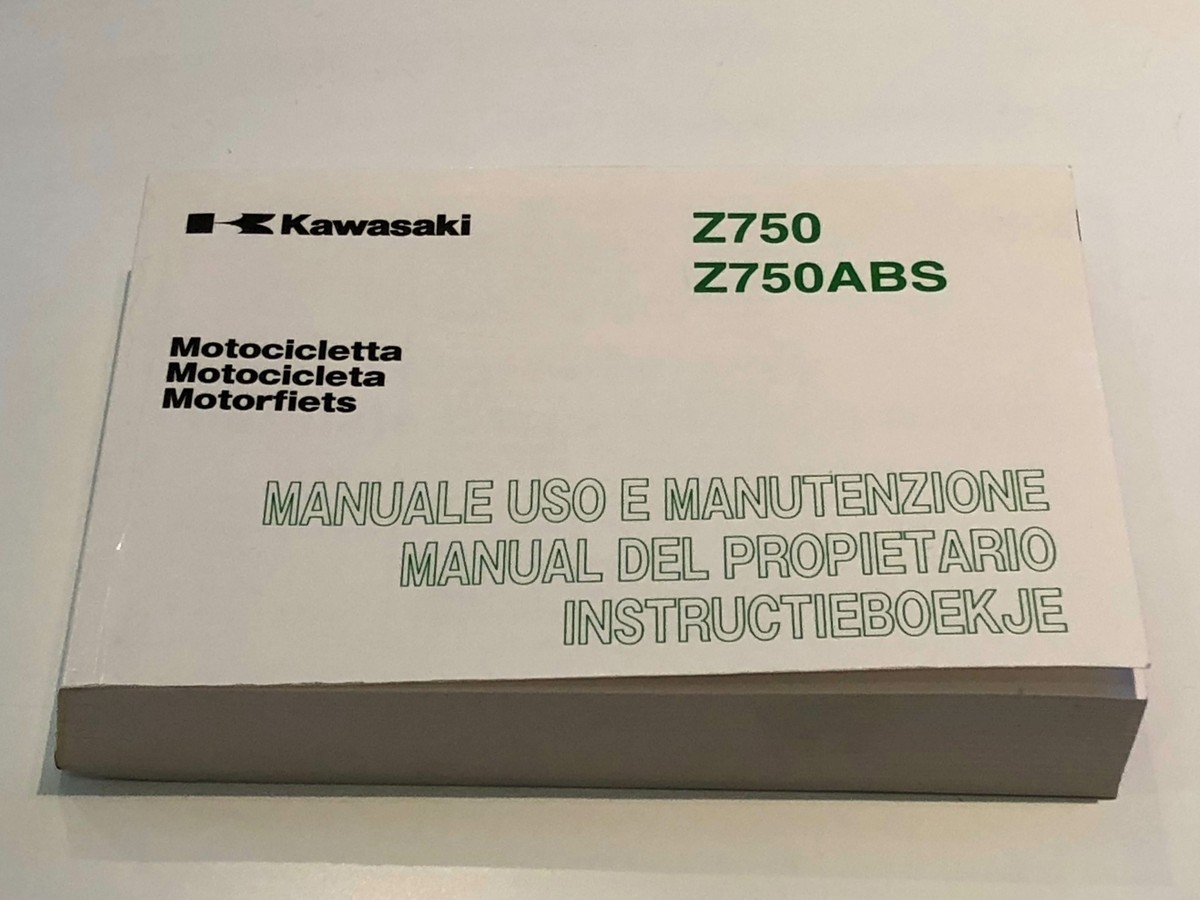 Kawasaki
Z750
Z750ABS
Motocicletta
Motocicleta
Motorfiets
MANUALE USO E MANUTENZIONE
MANUAL DEL PROPIETARIO
INSTRUCTIEBOEKJE